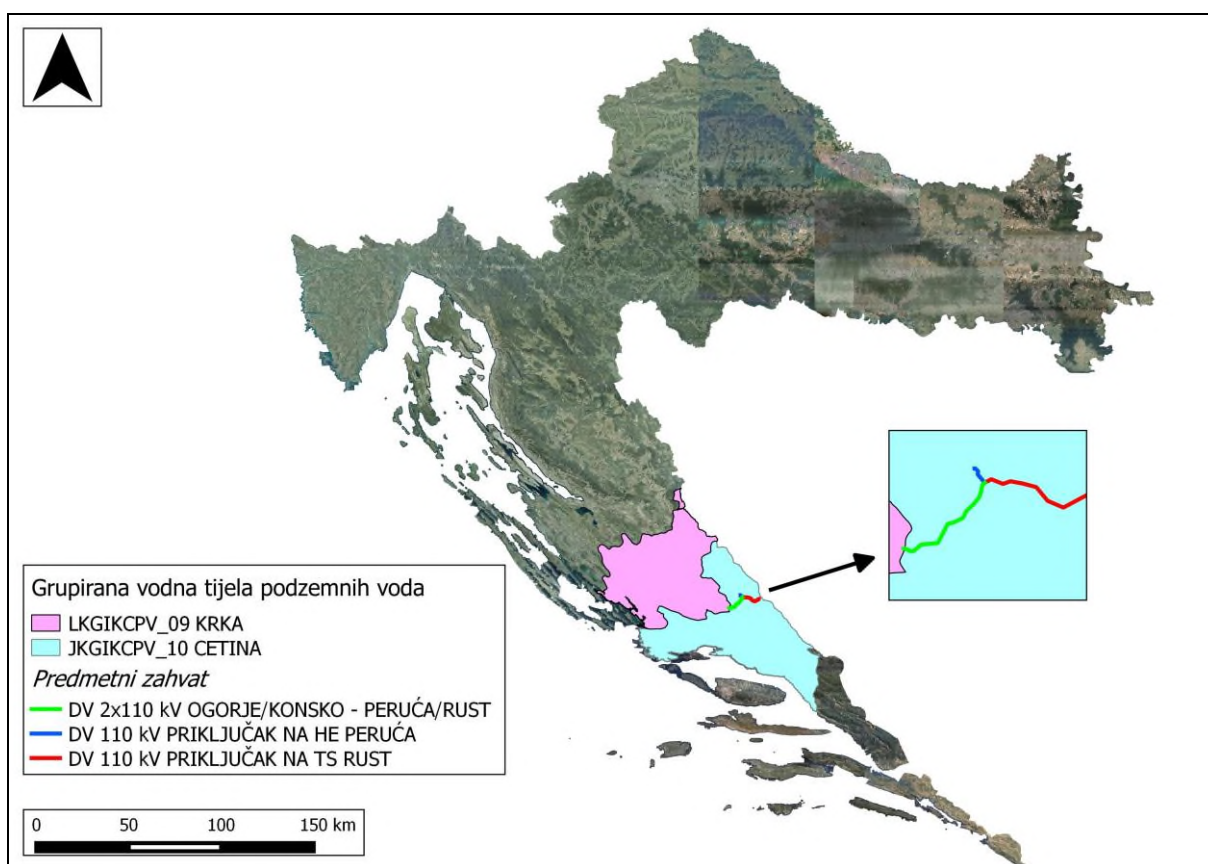 Grupirana vodna tijela podzemnih voda
LKGIKCPV_09 KRKA
JKGIKCPV_10 CETINA
Predmetni zahvat
DV 2x110 kV OGORJE/KONSKO - PERUĆA/RUST
DV 110 kV PRIKLJUČAK NA HE PERUĆA
DV 110 kV PRIKLJUČAK NA TS RUST
0 50 100 150 km